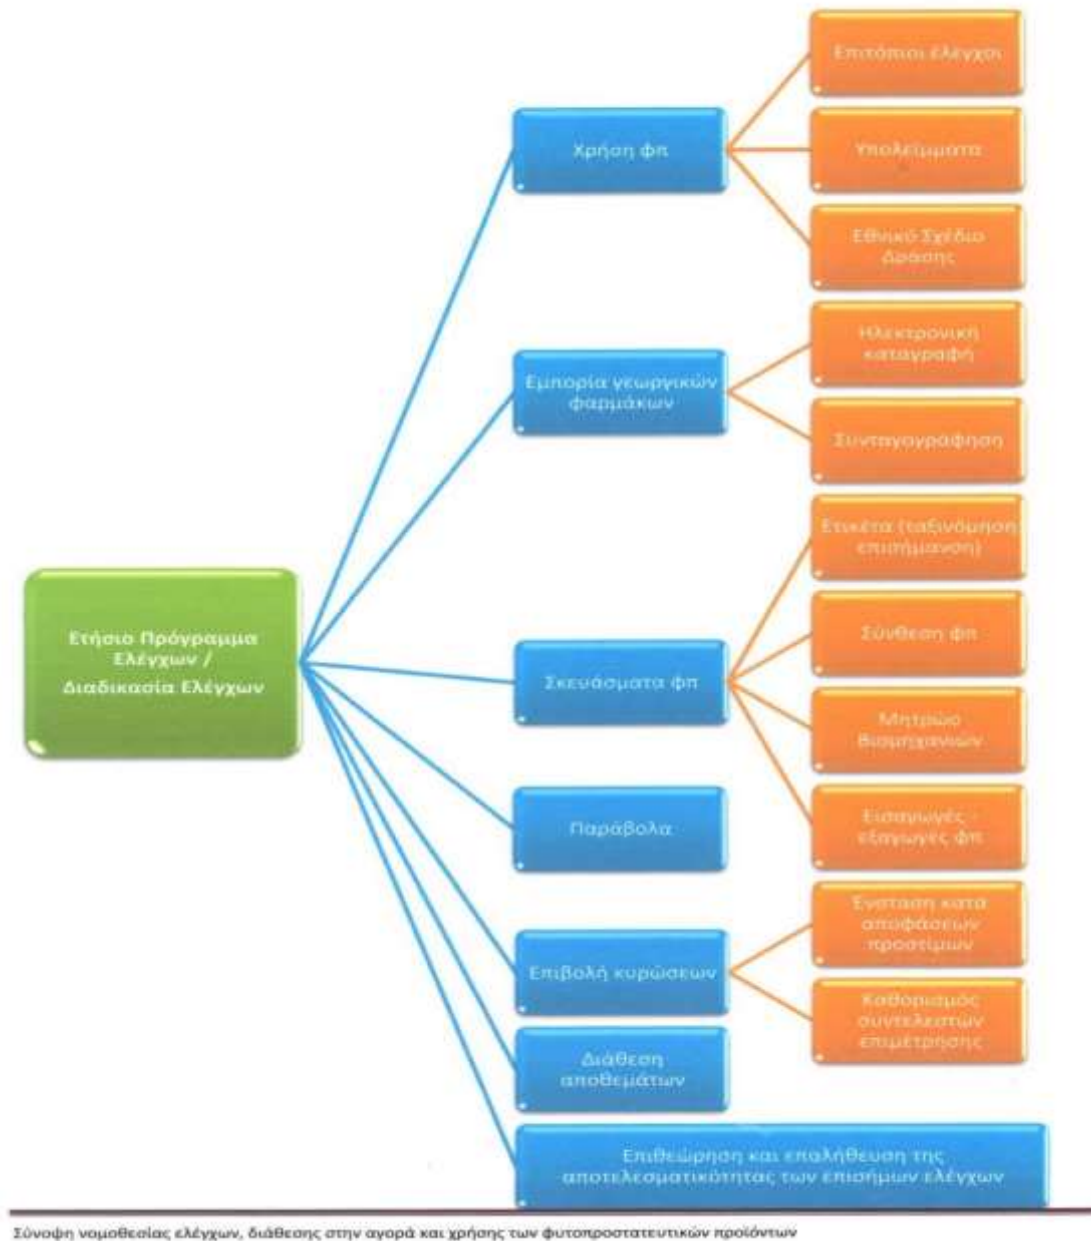 Επιτόπιοι έλεγχοι
Χρήση φπ
Υπολείμματα
Εθνικό Σχέδιο
Δράσης
Ηλεκτρονική
καταγραφή
Εμπορία γεωργικών
φαρμάκων
Συνταγογράφηση
Ετικέτα (ταξινόμηση
επισήμανση)
Σύνθεση φπ
Ετήσιο Πρόγραμμα
Ελέγχων /
Διαδικασία Ελέγχων
Σκευάσματα φπ
Μητρώο
Βιομηχανιών
Παράβολα
Εισαγωγές -
εξαγωγές φπ
Ένσταση κατά
αποφάσεων
προστίμων
Επιβολή κυρώσεων
Καθορισμός
συντελεστών
επιμέτρησης
Διάθεση
αποθεμάτων
Επιθεώρηση και επαλήθευση της
αποτελεσματικότητας των επισήμων ελέγχων
Σύνοψη νομοθεσίας ελέγχων, διάθεσης στην αγορά και χρήσης των φυτοπροστατευτικών προϊόντων